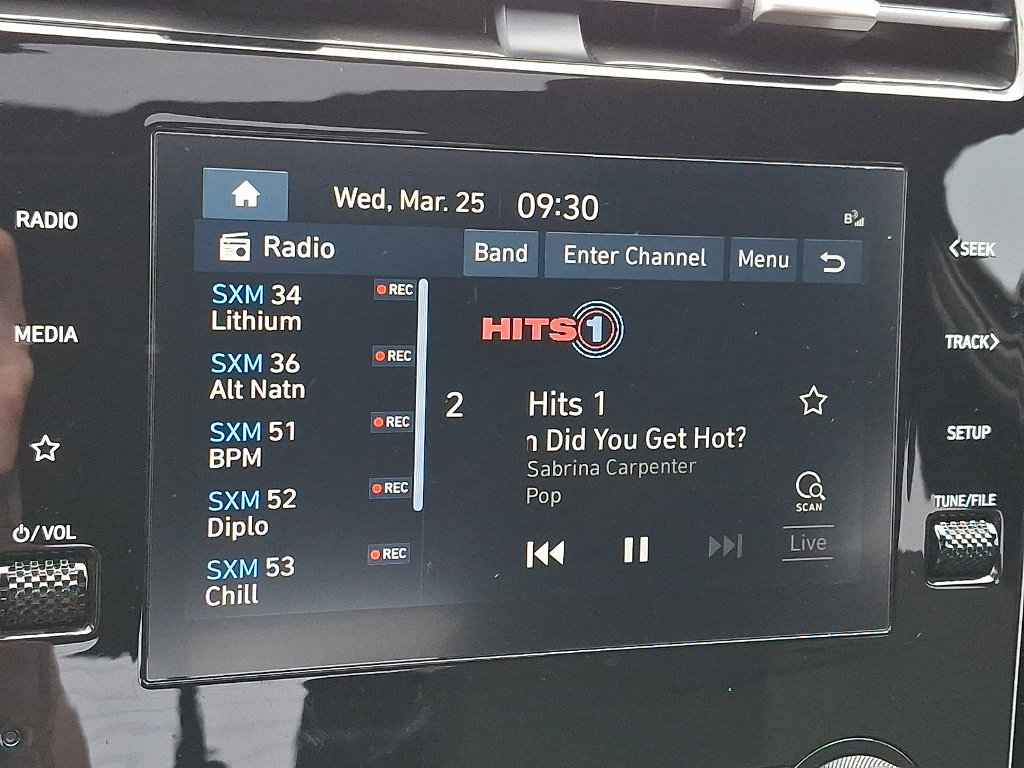 Wed, Mar. 25 09:30
B
Radio Band Enter Channel Menu
SXM 34 REC
Lithium
SXM 36 REC
Alt Natn
SXM 51 REC
BPM
SXM 52 REC
Diplo
SXM 53 REC
Chill
HITS 1
2 Hits 1
n Did You Get Hot?
Sabrina Carpenter
Pop
SCAN
Live
RADIO
MEDIA
/VOL
<SEEK
TRACK>
SETUP
TUNE/FILE